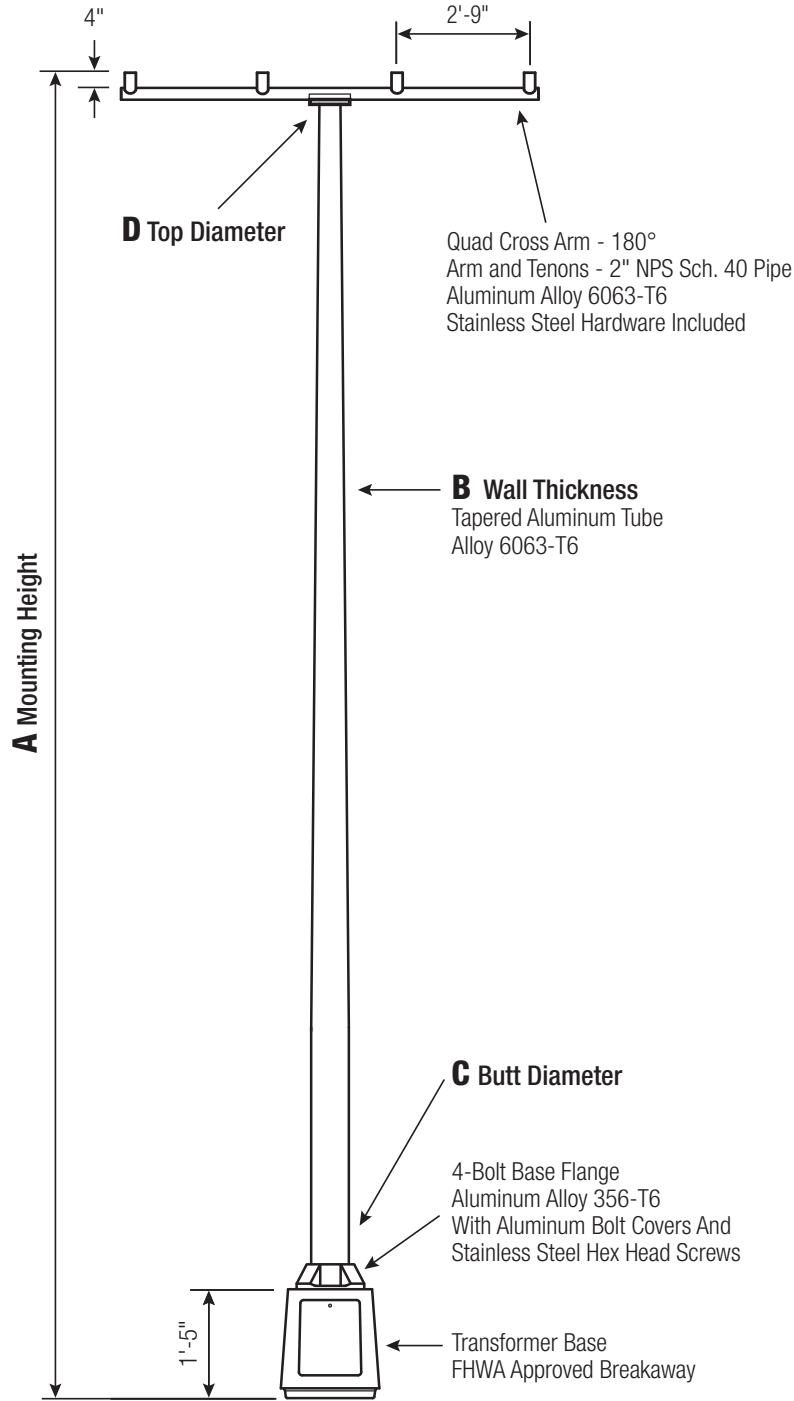 4"
2'-9"
D Top Diameter
Quad Cross Arm - 180°
Arm and Tenons - 2" NPS Sch. 40 Pipe
Aluminum Alloy 6063-T6
Stainless Steel Hardware Included
B Wall Thickness
Tapered Aluminum Tube
Alloy 6063-T6
A Mounting Height
C Butt Diameter
4-Bolt Base Flange
Aluminum Alloy 356-T6
With Aluminum Bolt Covers And
Stainless Steel Hex Head Screws
1'-5"
Transformer Base
FHWA Approved Breakaway